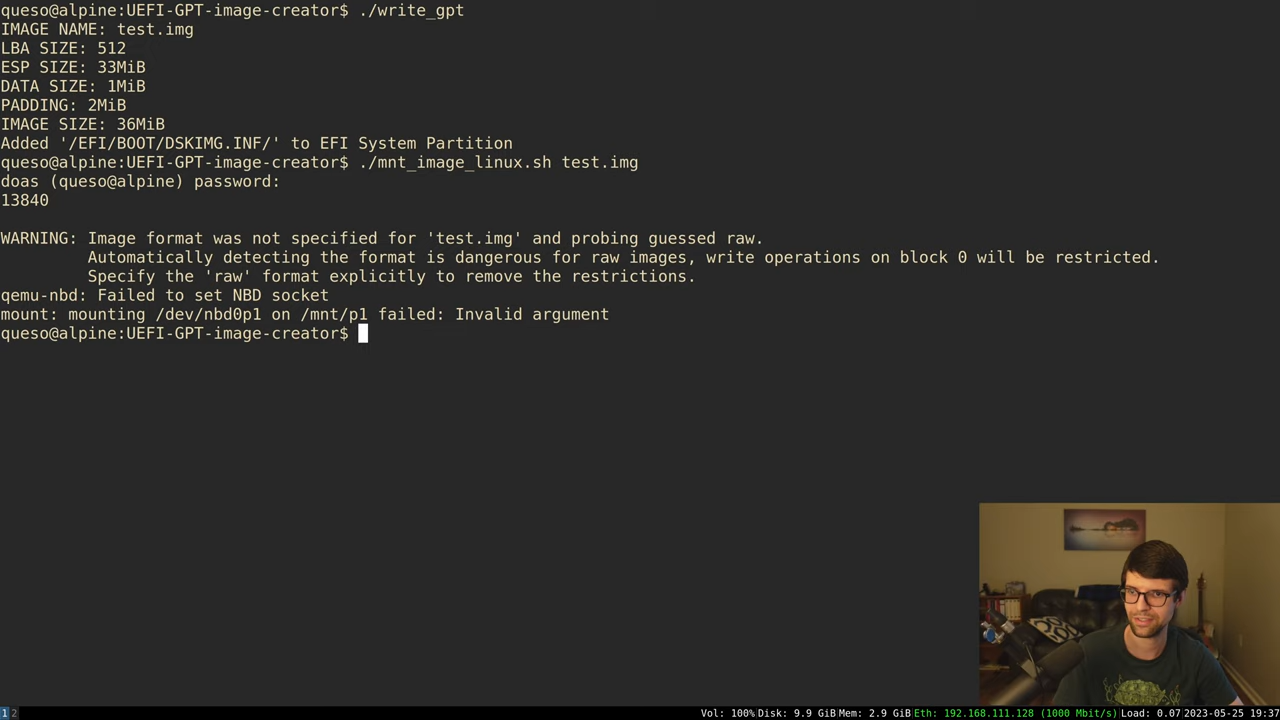 queso@alpine:UEFI-GPT-image-creator$ ./write_gpt
IMAGE NAME: test.img
LBA SIZE: 512
ESP SIZE: 33MiB
DATA SIZE: 1MiB
PADDING: 2MiB
IMAGE SIZE: 36MiB
Added '/EFI/BOOT/DSKIMG.INF/' to EFI System Partition
queso@alpine:UEFI-GPT-image-creator$ ./mnt_image_linux.sh test.img
doas (queso@alpine) password:
13840
WARNING: Image format was not specified for 'test.img' and probing guessed raw.
Automatically detecting the format is dangerous for raw images, write operations on block 0 will be restricted.
Specify the 'raw' format explicitly to remove the restrictions.
qemu-nbd: Failed to set NBD socket
mount: mounting /dev/nbd0p1 on /mnt/p1 failed: Invalid argument
queso@alpine:UEFI-GPT-image-creator$
1 2 Vol: 100% Disk: 9.9 GiB Mem: 2.9 GiB Eth: 192.168.111.128 (1000 Mbit/s) Load: 0.07 2023-05-25 19:37